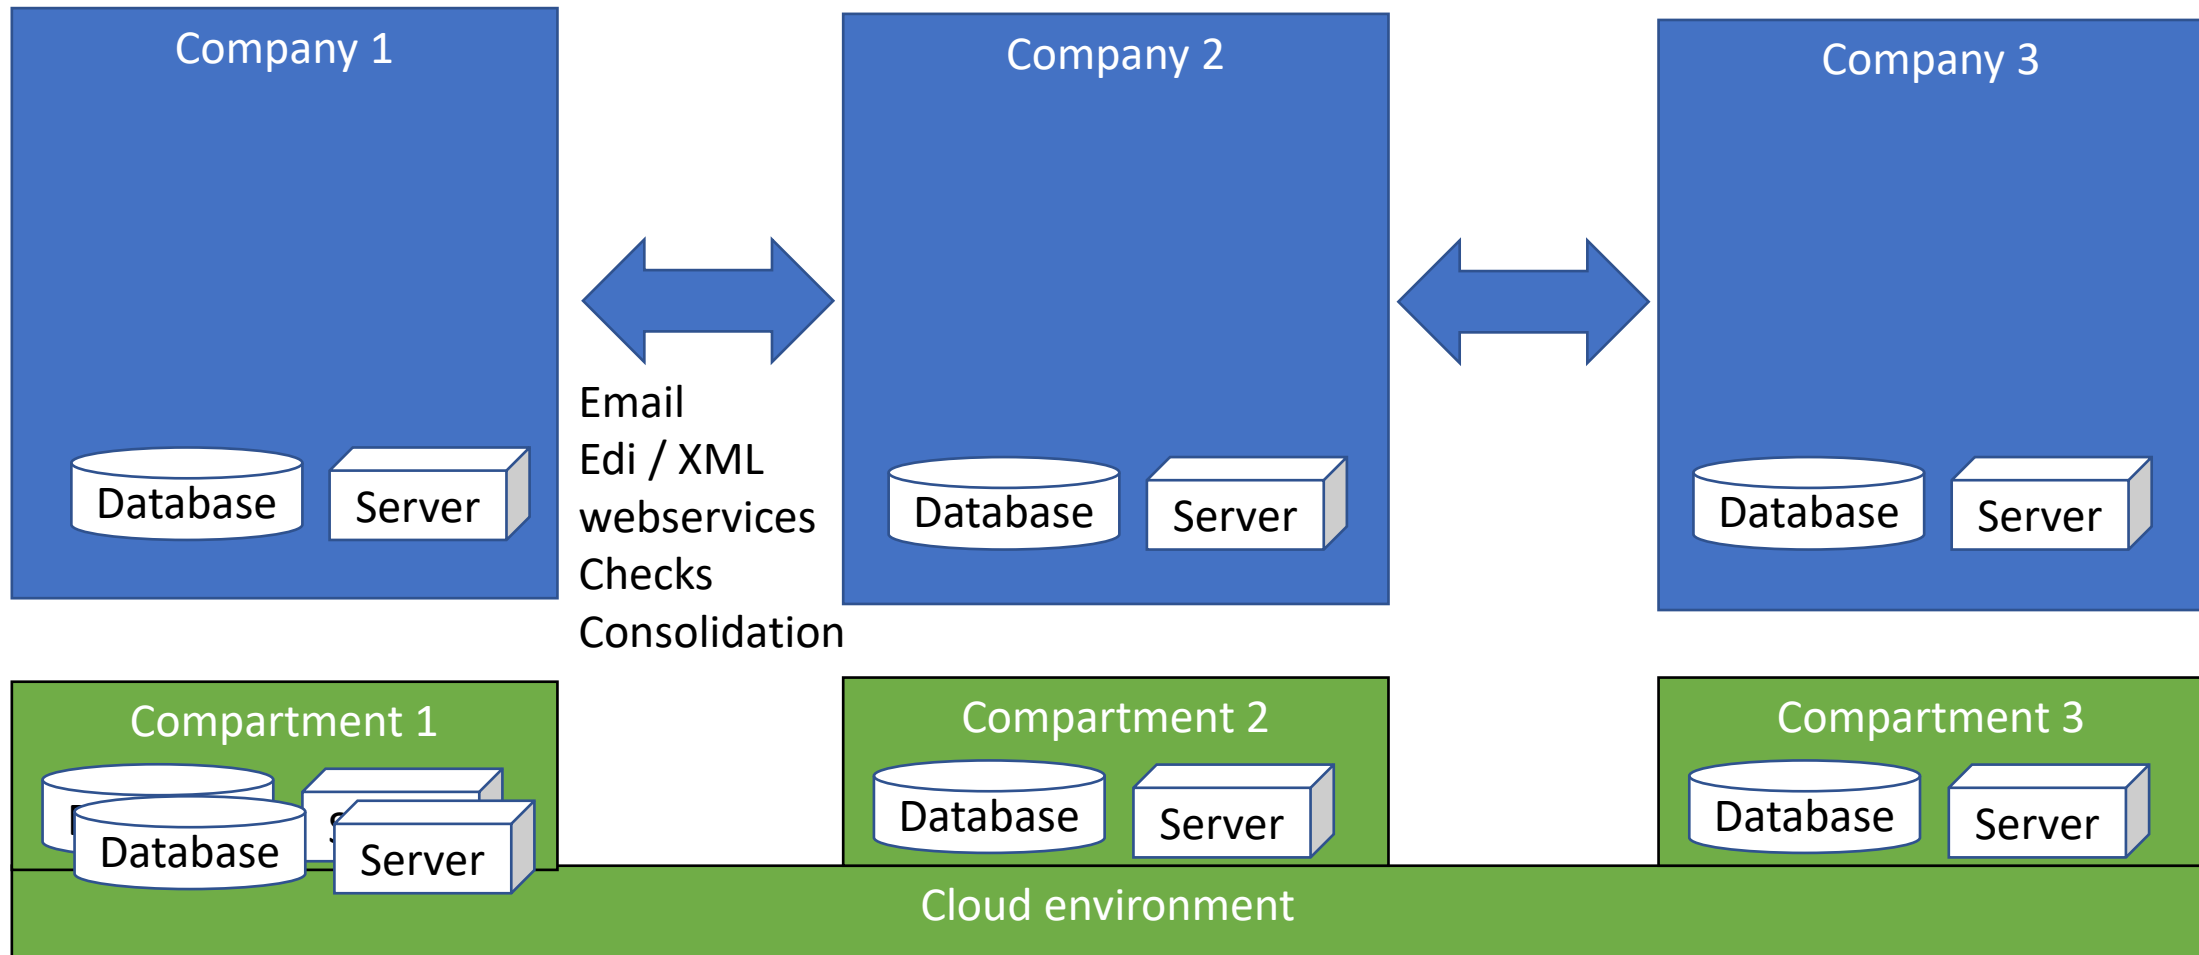 Company 1
Company 2
Company 3
Email
Edi / XML
webservices
Checks
Consolidation
Database
Server
Database
Server
Database
Server
Compartment 1
Compartment 2
Compartment 3
Database
Server
Database
Server
Database
Server
Cloud environment